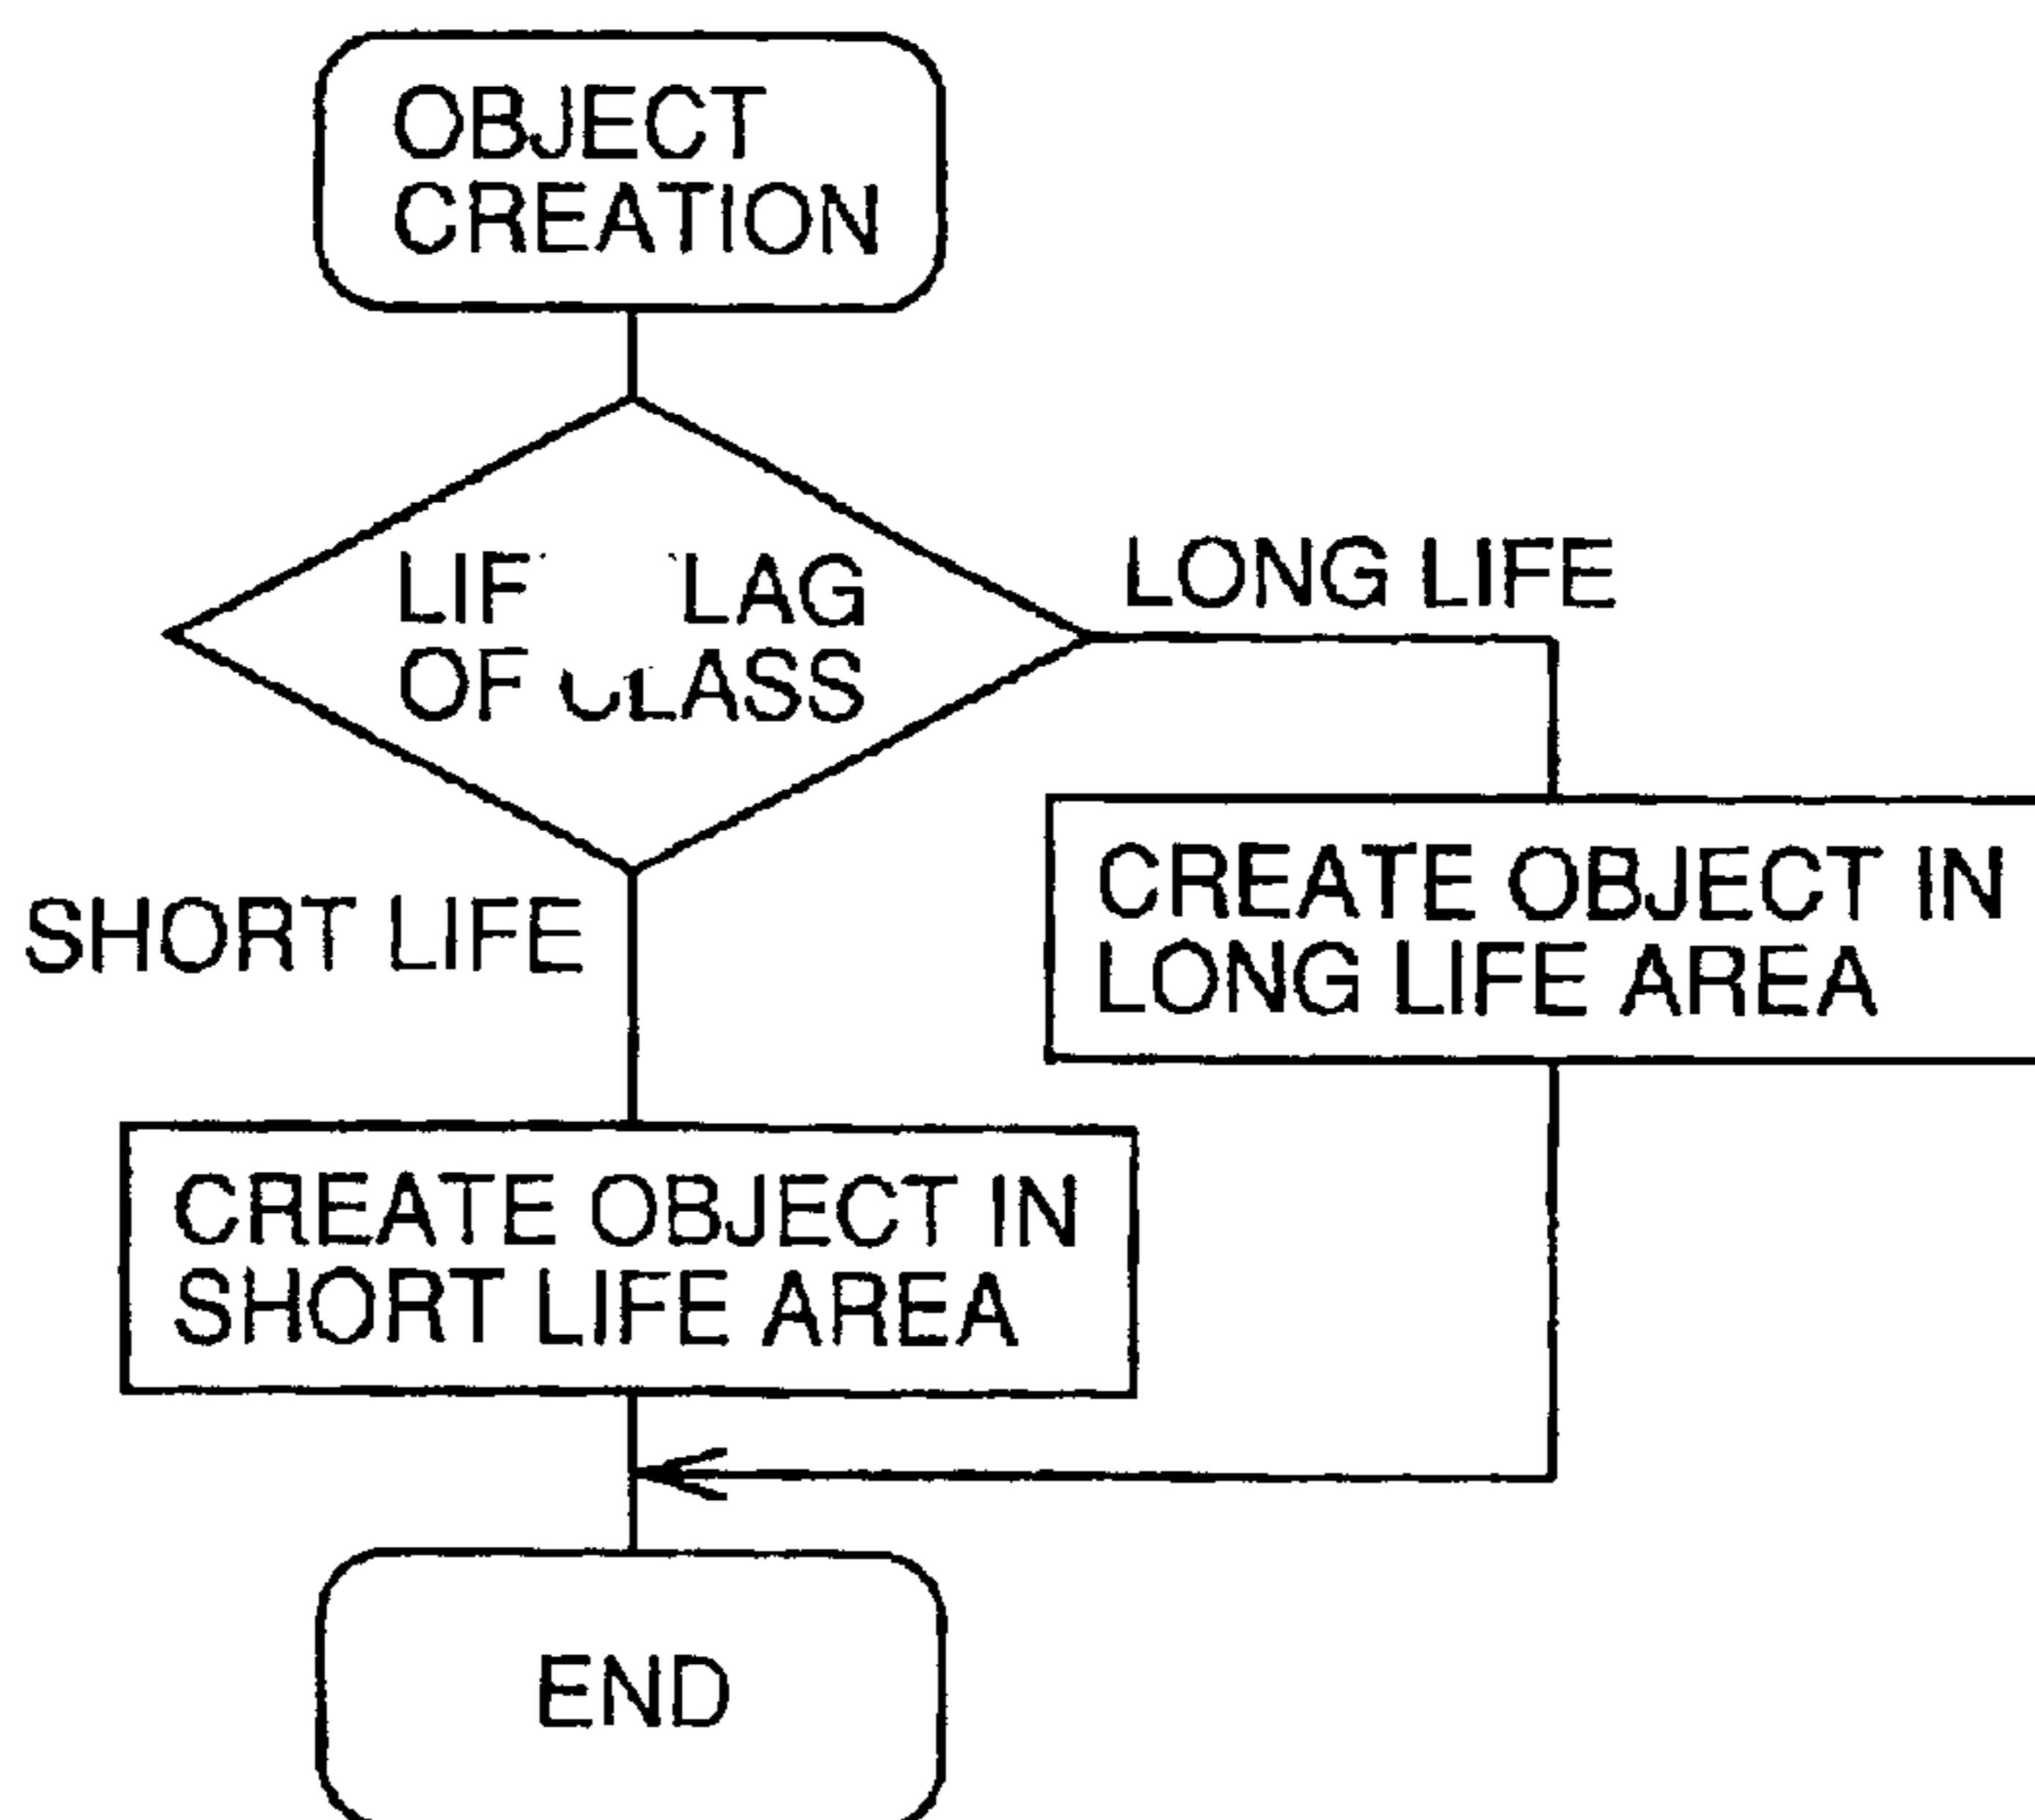 OBJECT
CREATION
OF CLASS
LONG LIFE
SHORT LIFE
CREATE OBJECT IN
LONG LIFE AREA
CREATE OBJECT IN
SHORT LIFE AREA
END